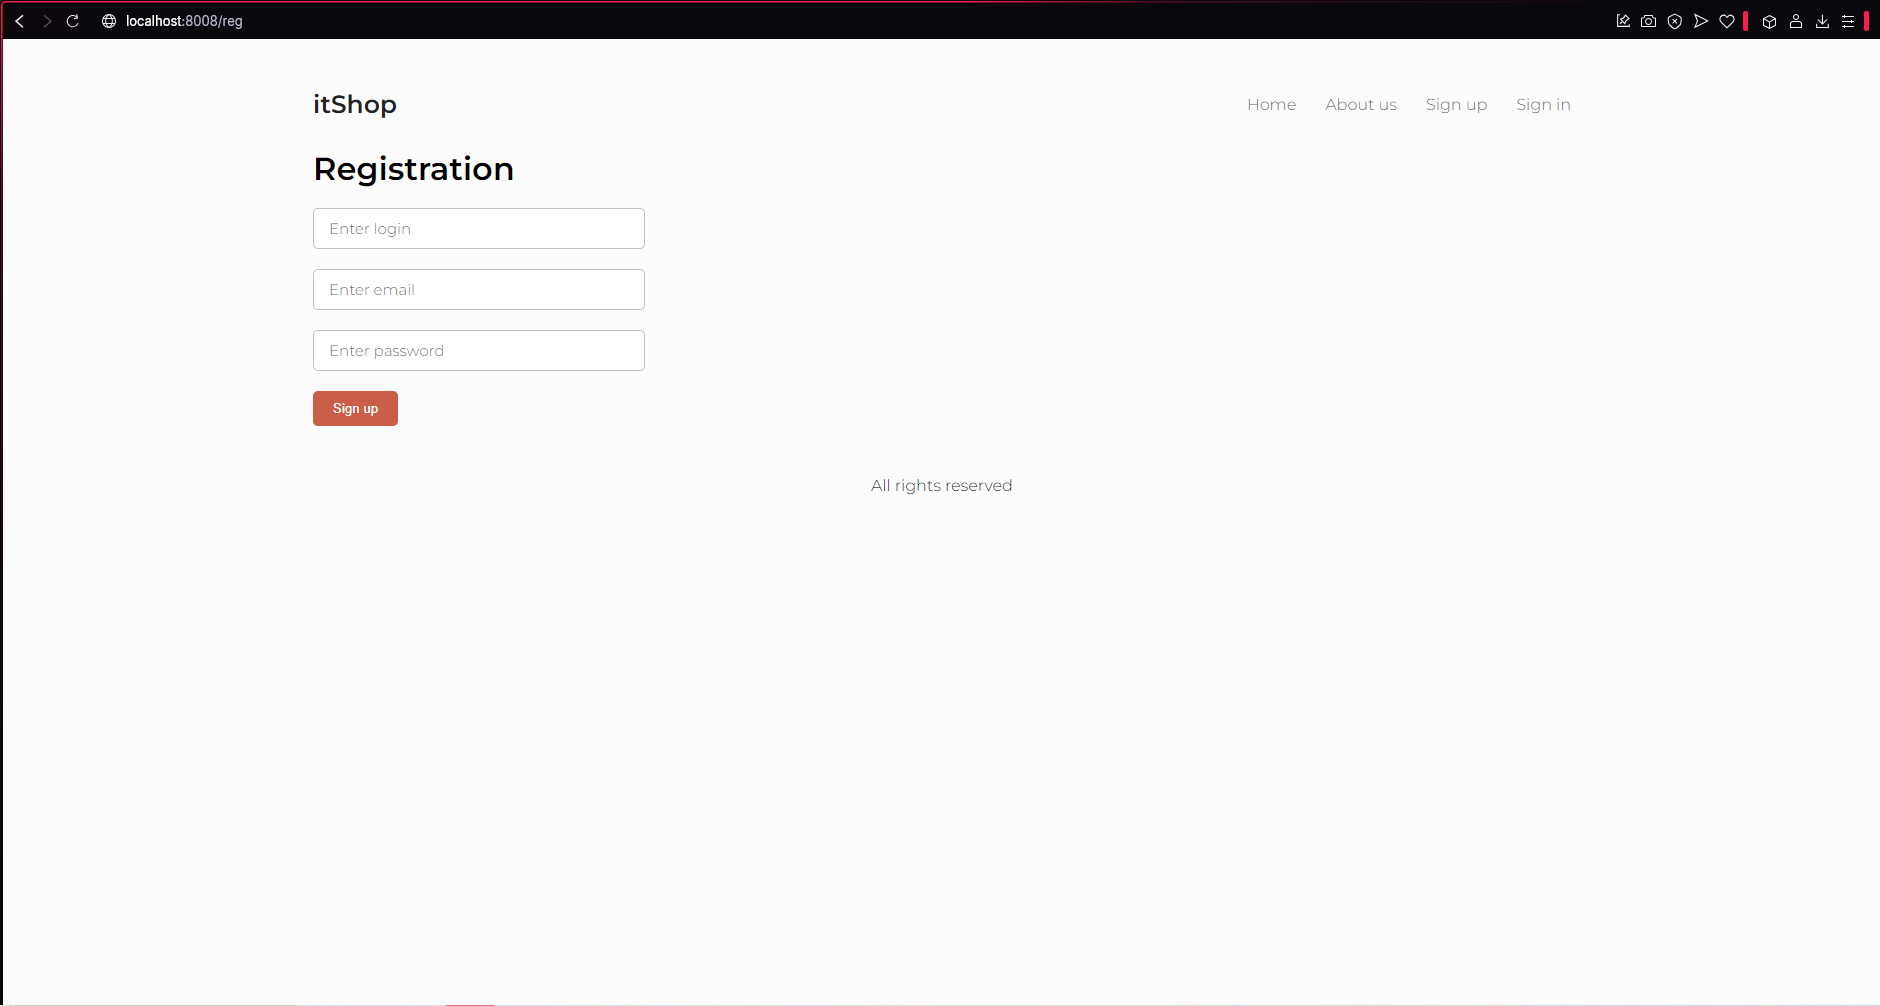 localhost:8008/reg
itShop
Home About us Sign up Sign in
Registration
Enter login
Enter email
Enter password
Sign up
All rights reserved